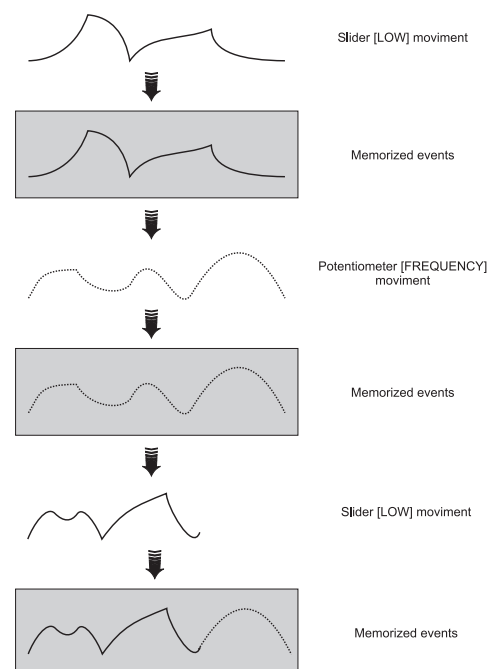 Slider [LOW] moviment
Memorized events
Potentiometer [FREQUENCY]
moviment
Memorized events
Slider [LOW] moviment
Memorized events